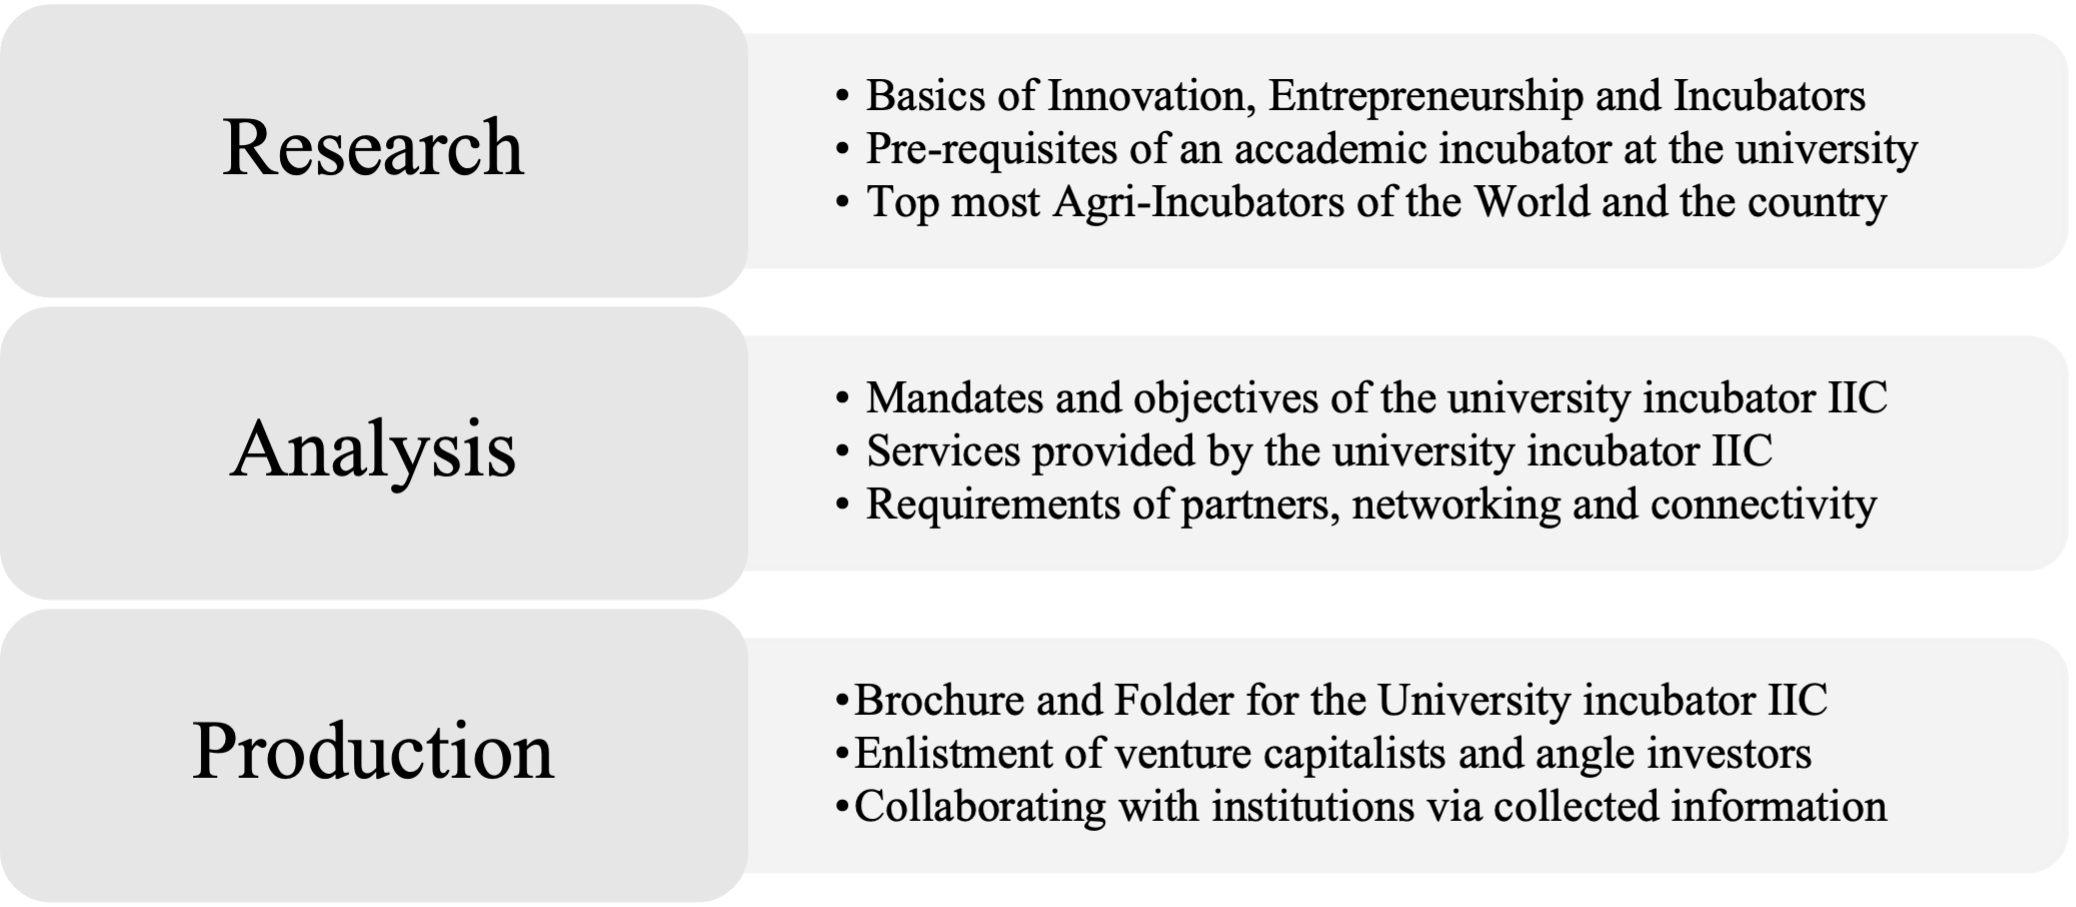 Research
• Basics of Innovation, Entrepreneurship and Incubators
• Pre-requisites of an accademic incubator at the university
• Top most Agri-Incubators of the World and the country
Analysis
• Mandates and objectives of the university incubator IIC
• Services provided by the university incubator IIC
• Requirements of partners, networking and connectivity
Production
•Brochure and Folder for the University incubator IIC
•Enlistment of venture capitalists and angle investors
•Collaborating with institutions via collected information